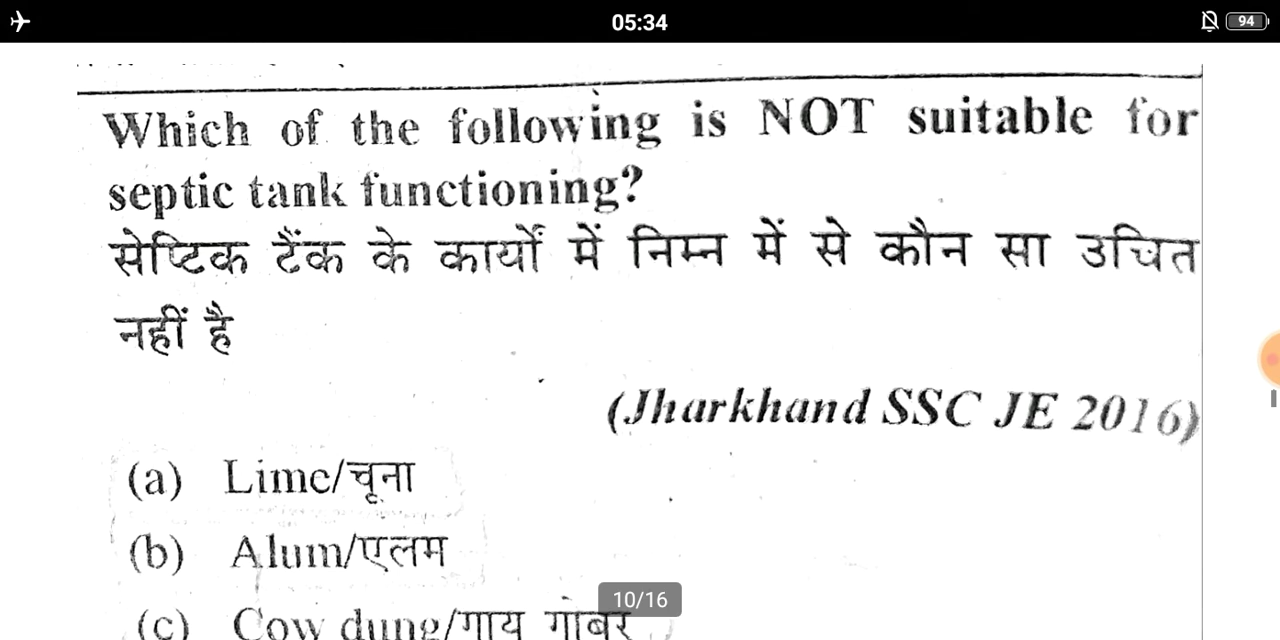 05:34
94
Which of the following is NOT suitable for
septic tank functioning?
सेप्टिक टैंक के कार्यों में निम्न में से कौन सा उचित
नहीं है
(Jharkhand SSC JE 2016)
(a) Lime/चूना
(b) Alum/एलम
10/16
(c) Cow dung/गाय गोबर